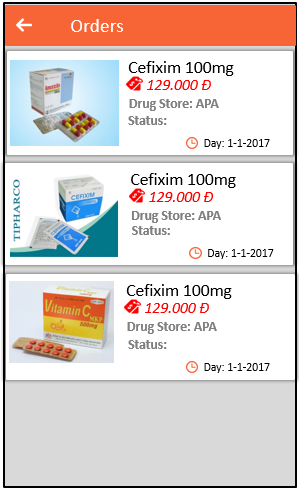 Orders
Cefixim 100mg
129.000 Đ
Drug Store: APA
Status:
Day: 1-1-2017
TIPHARCO
CEFIXIM
Cefixim 100mg
129.000 Đ
Drug Store: APA
Status:
Day: 1-1-2017
Vitamin C
MKP
500mg
Cefixim 100mg
129.000 Đ
Drug Store: APA
Status:
Day: 1-1-2017